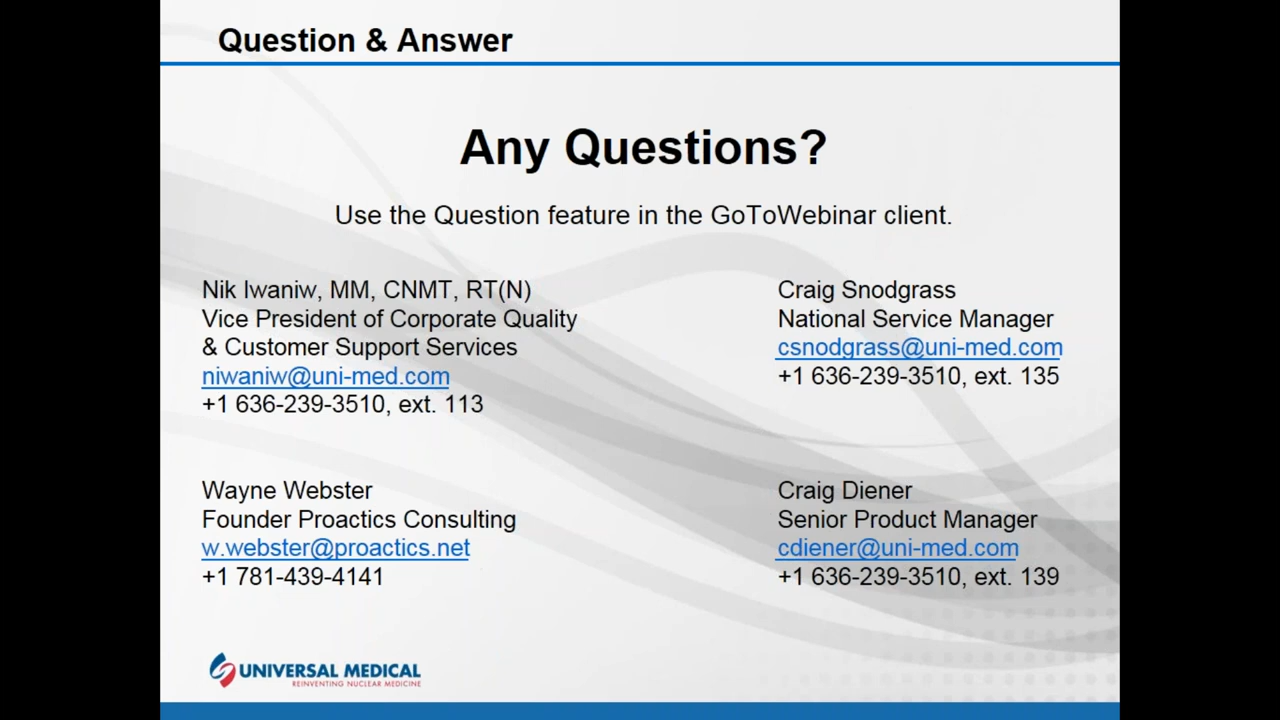 Question & Answer
Any Questions?
Use the Question feature in the GoToWebinar client.
Nik Iwaniw, MM, CNMT, RT(N)
Vice President of Corporate Quality
& Customer Support Services
niwaniw@uni-med.com
+1 636-239-3510, ext. 113
Craig Snodgrass
National Service Manager
csnodgrass@uni-med.com
+1 636-239-3510, ext. 135
Wayne Webster
Founder Proactics Consulting
w.webster@proactics.net
+1 781-439-4141
Craig Diener
Senior Product Manager
cdiener@uni-med.com
+1 636-239-3510, ext. 139
UNIVERSAL MEDICAL
REINVENTING NUCLEAR MEDICINE